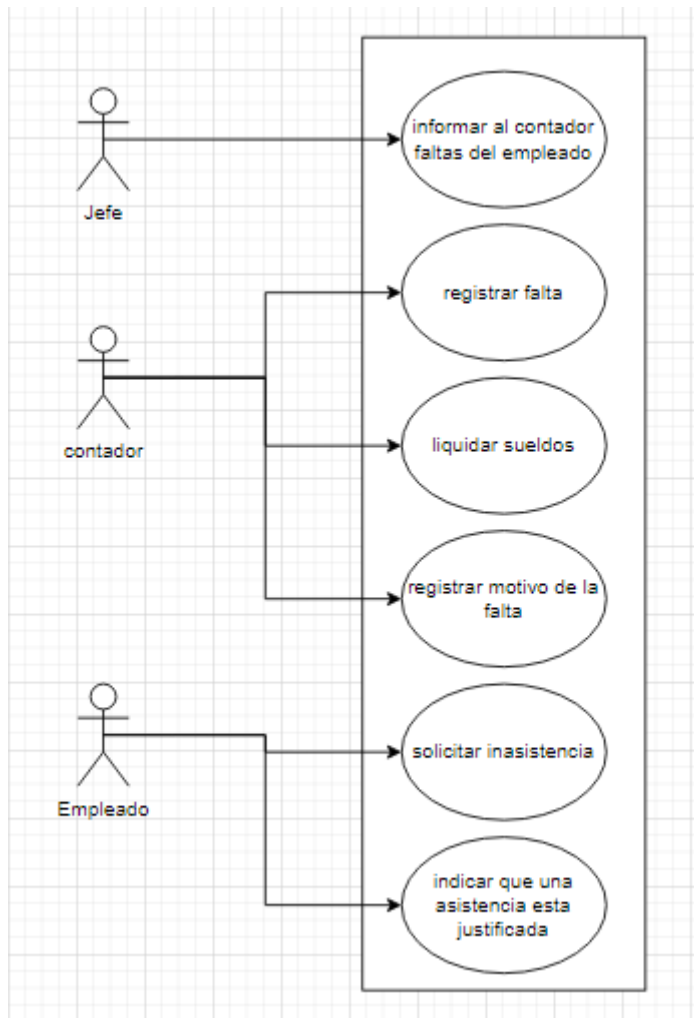 informar al contador
faltas del empleado
Jefe
registrar falta
contador
liquidar sueldos
registrar motivo de la
falta
solicitar inasistencia
Empleado
indicar que una
asistencia esta
justificada